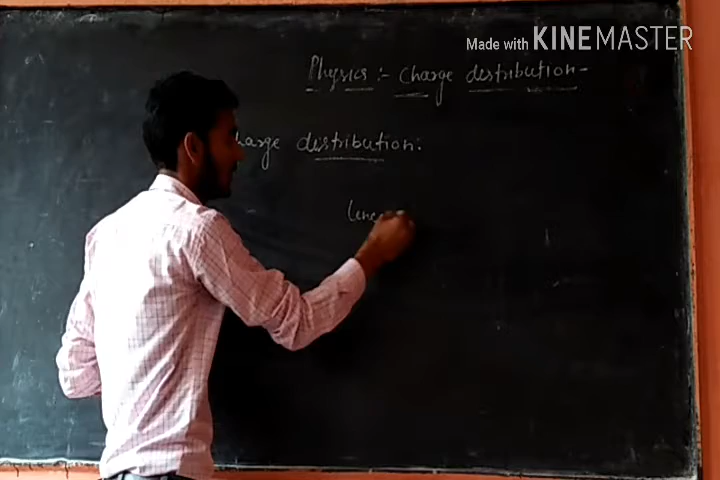 Made with KINEMASTER
Physics :- Charge distribution-
harge distribution: